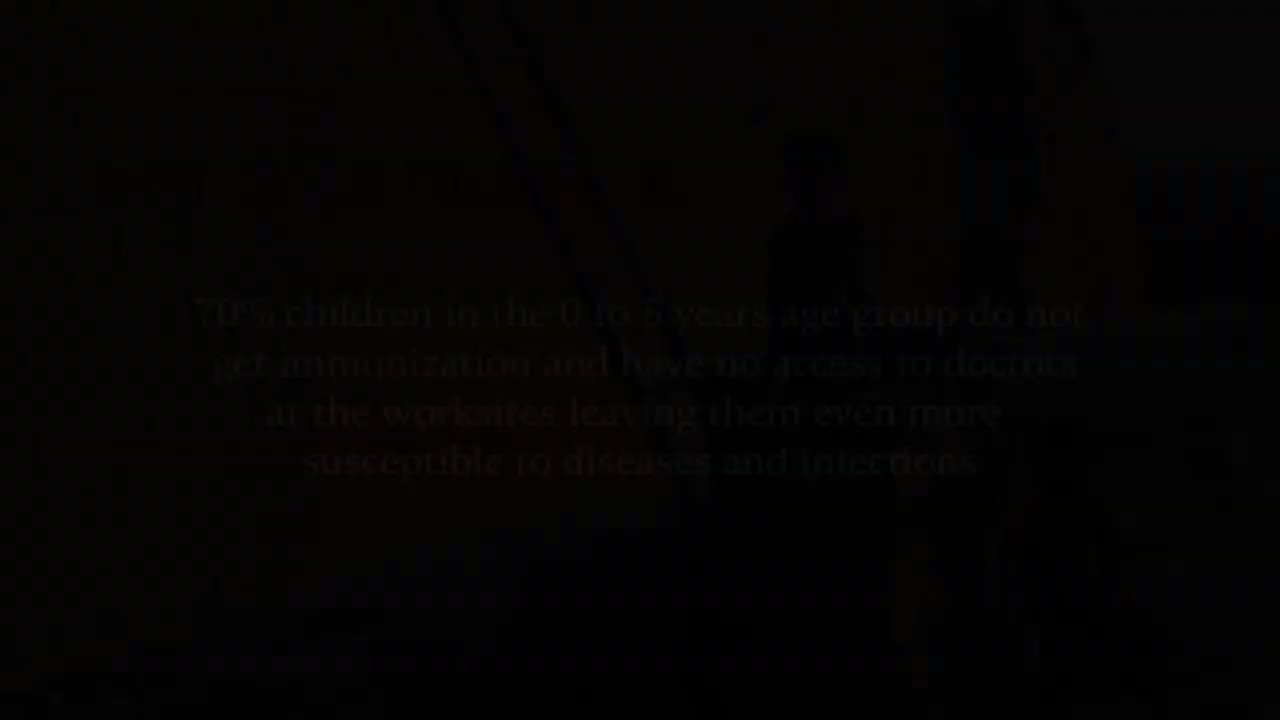 70% children in the 0 to 5 years age group do not
get immunization and have no access to doctors
at the worksites leaving them even more
susceptible to diseases and infections